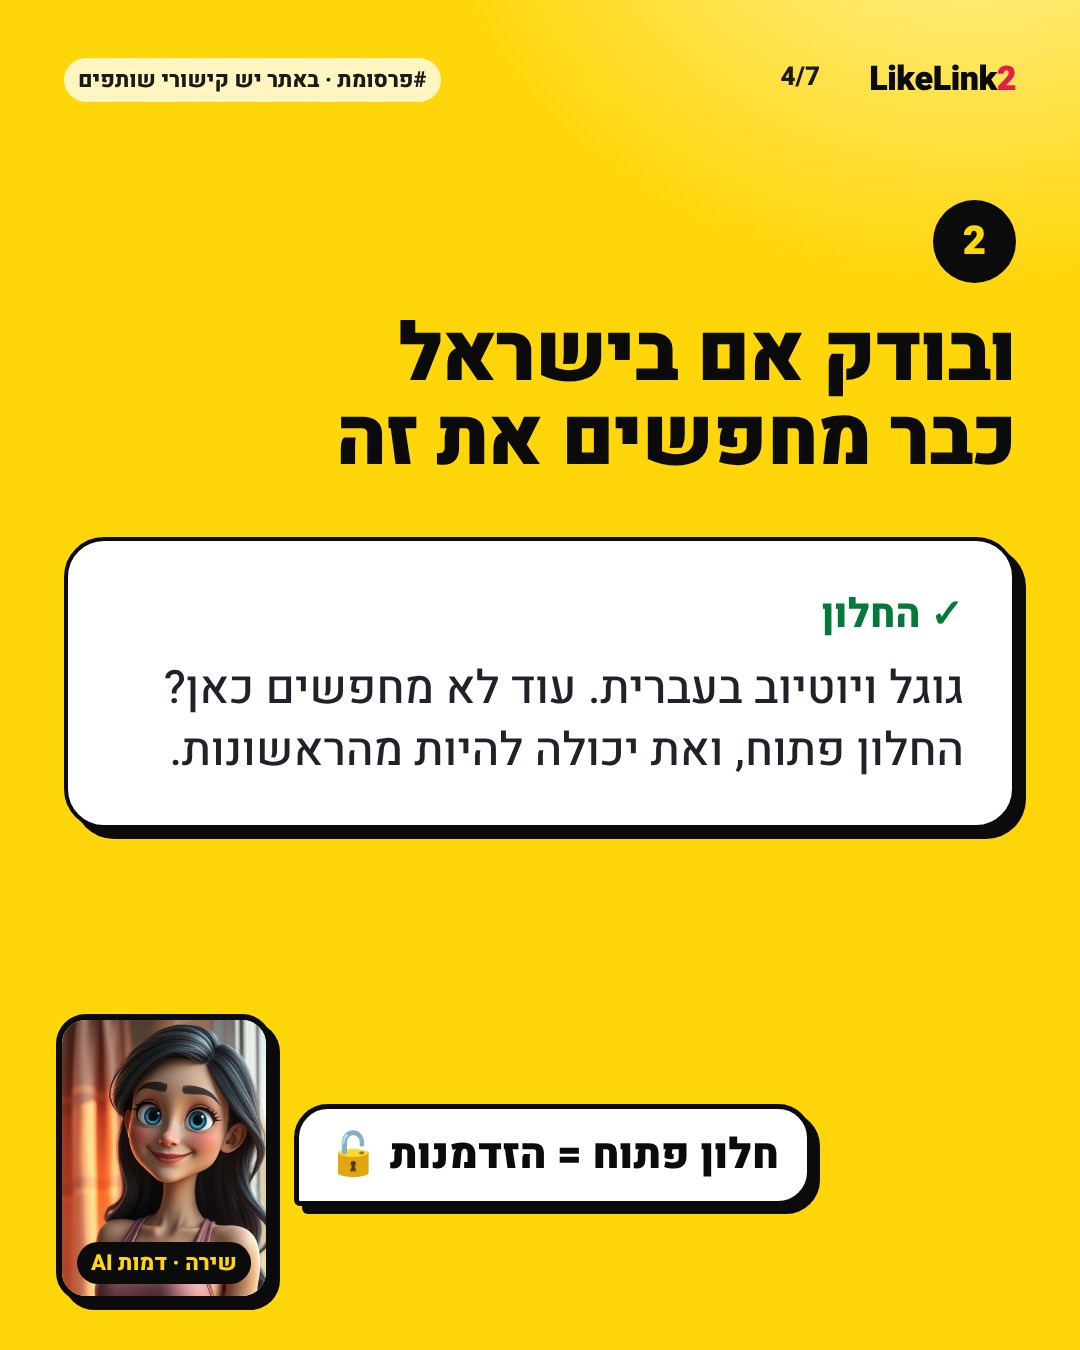 LikeLink2
4/7
#פרסומת · באתר יש קישורי שותפים
2
ובודק אם בישראל
כבר מחפשים את זה
✓ החלון
גוגל ויוטיוב בעברית. עוד לא מחפשים כאן?
החלון פתוח, ואת יכולה להיות מהראשונות.
חלון פתוח = הזדמנות 🔓
שירה · דמות AI